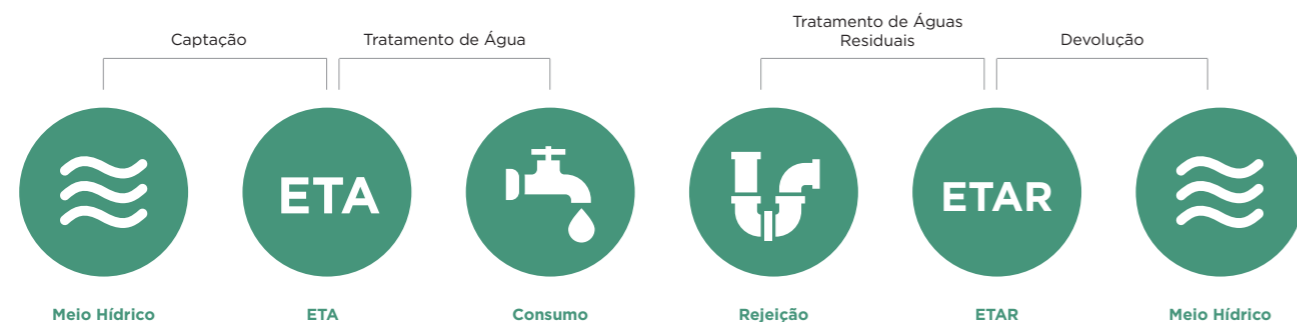 Captação
Tratamento de Água
Tratamento de Águas
Residuais
Devolução
ETA
ETAR
Meio Hídrico
ETA
Consumo
Rejeição
ETAR
Meio Hídrico